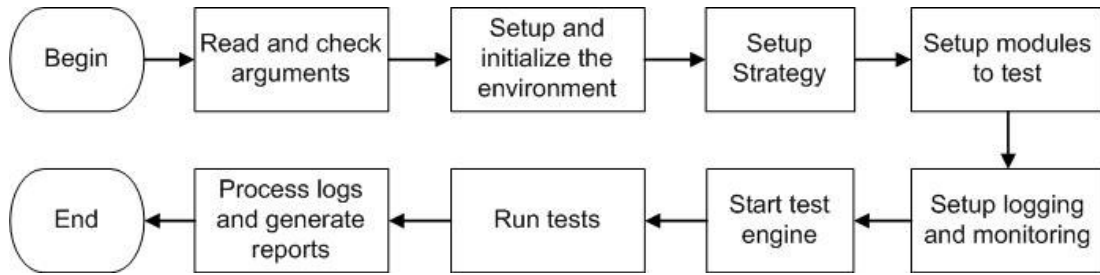 Begin
Read and check
arguments
Setup and
initialize the
environment
Setup
Strategy
Setup modules
to test
Setup logging
and monitoring
Start test
engine
Run tests
Process logs
and generate
reports
End